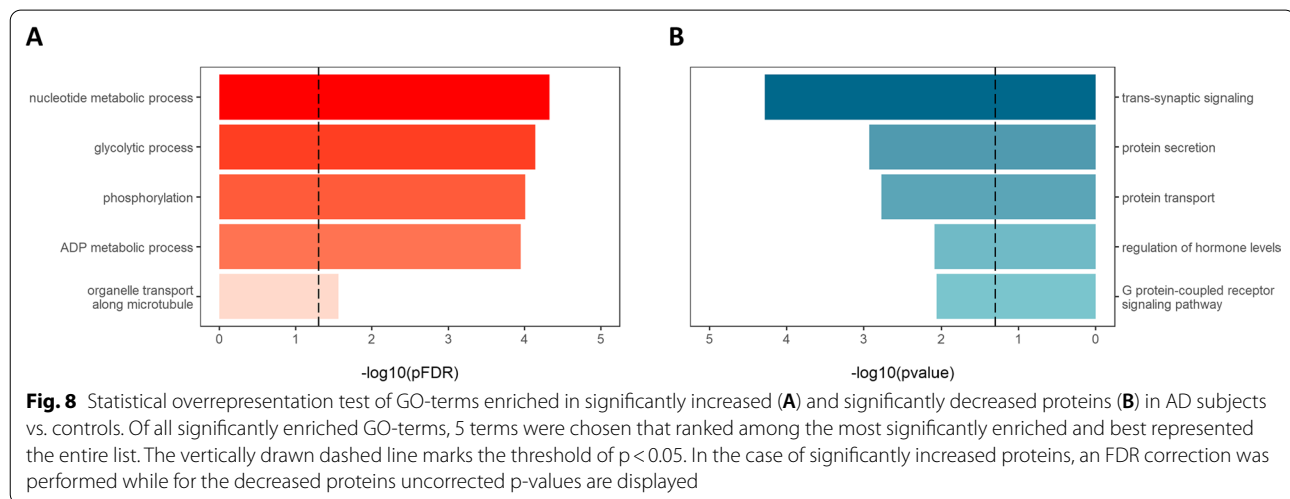 A
nucleotide metabolic process
glycolytic process
phosphorylation
ADP metabolic process
organelle transport
along microtubule
0 1 2 3 4 5
-log10(pFDR)
B
trans-synaptic signaling
protein secretion
protein transport
regulation of hormone levels
G protein-coupled receptor
signaling pathway
5 4 3 2 1 0
-log10(pvalue)
Fig. 8 Statistical overrepresentation test of GO-terms enriched in significantly increased (A) and significantly decreased proteins (B) in AD subjects
vs. controls. Of all significantly enriched GO-terms, 5 terms were chosen that ranked among the most significantly enriched and best represented
the entire list. The vertically drawn dashed line marks the threshold of p < 0.05. In the case of significantly increased proteins, an FDR correction was
performed while for the decreased proteins uncorrected p-values are displayed